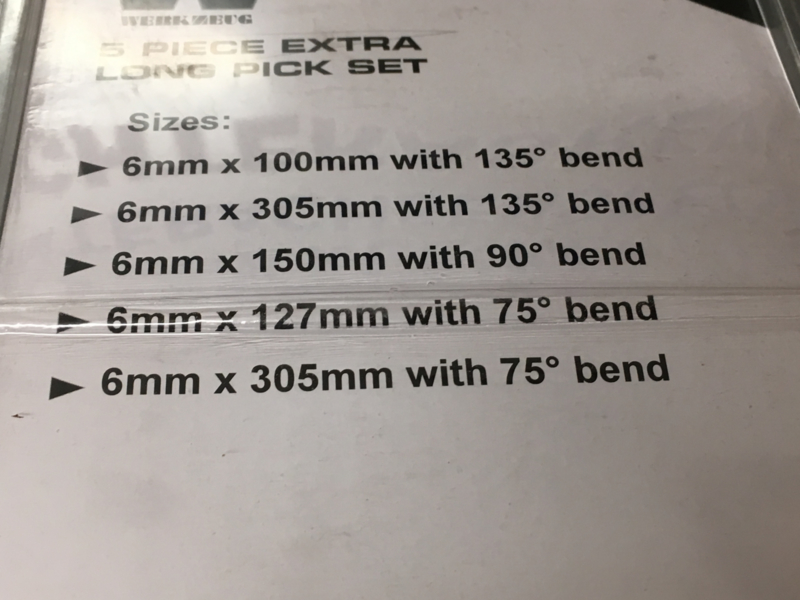 WERKZEUG
5 PIECE EXTRA
LONG PICK SET
Sizes:
► 6mm x 100mm with 135° bend
► 6mm x 305mm with 135° bend
► 6mm x 150mm with 90° bend
► 6mm x 127mm with 75° bend
► 6mm x 305mm with 75° bend